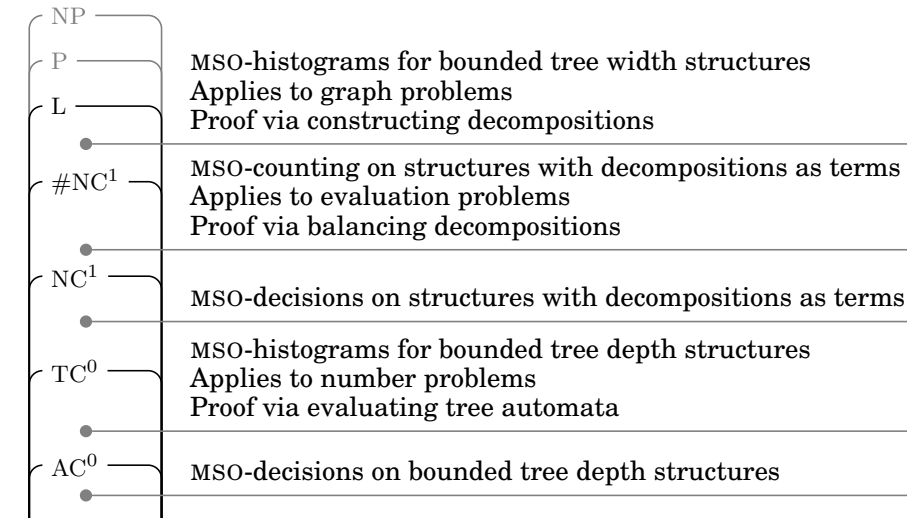 NP
P
MSO-histograms for bounded tree width structures
Applies to graph problems
L
Proof via constructing decompositions
MSO-counting on structures with decompositions as terms
#NC¹
Applies to evaluation problems
Proof via balancing decompositions
NC¹
MSO-decisions on structures with decompositions as terms
MSO-histograms for bounded tree depth structures
TC⁰
Applies to number problems
Proof via evaluating tree automata
AC⁰
MSO-decisions on bounded tree depth structures